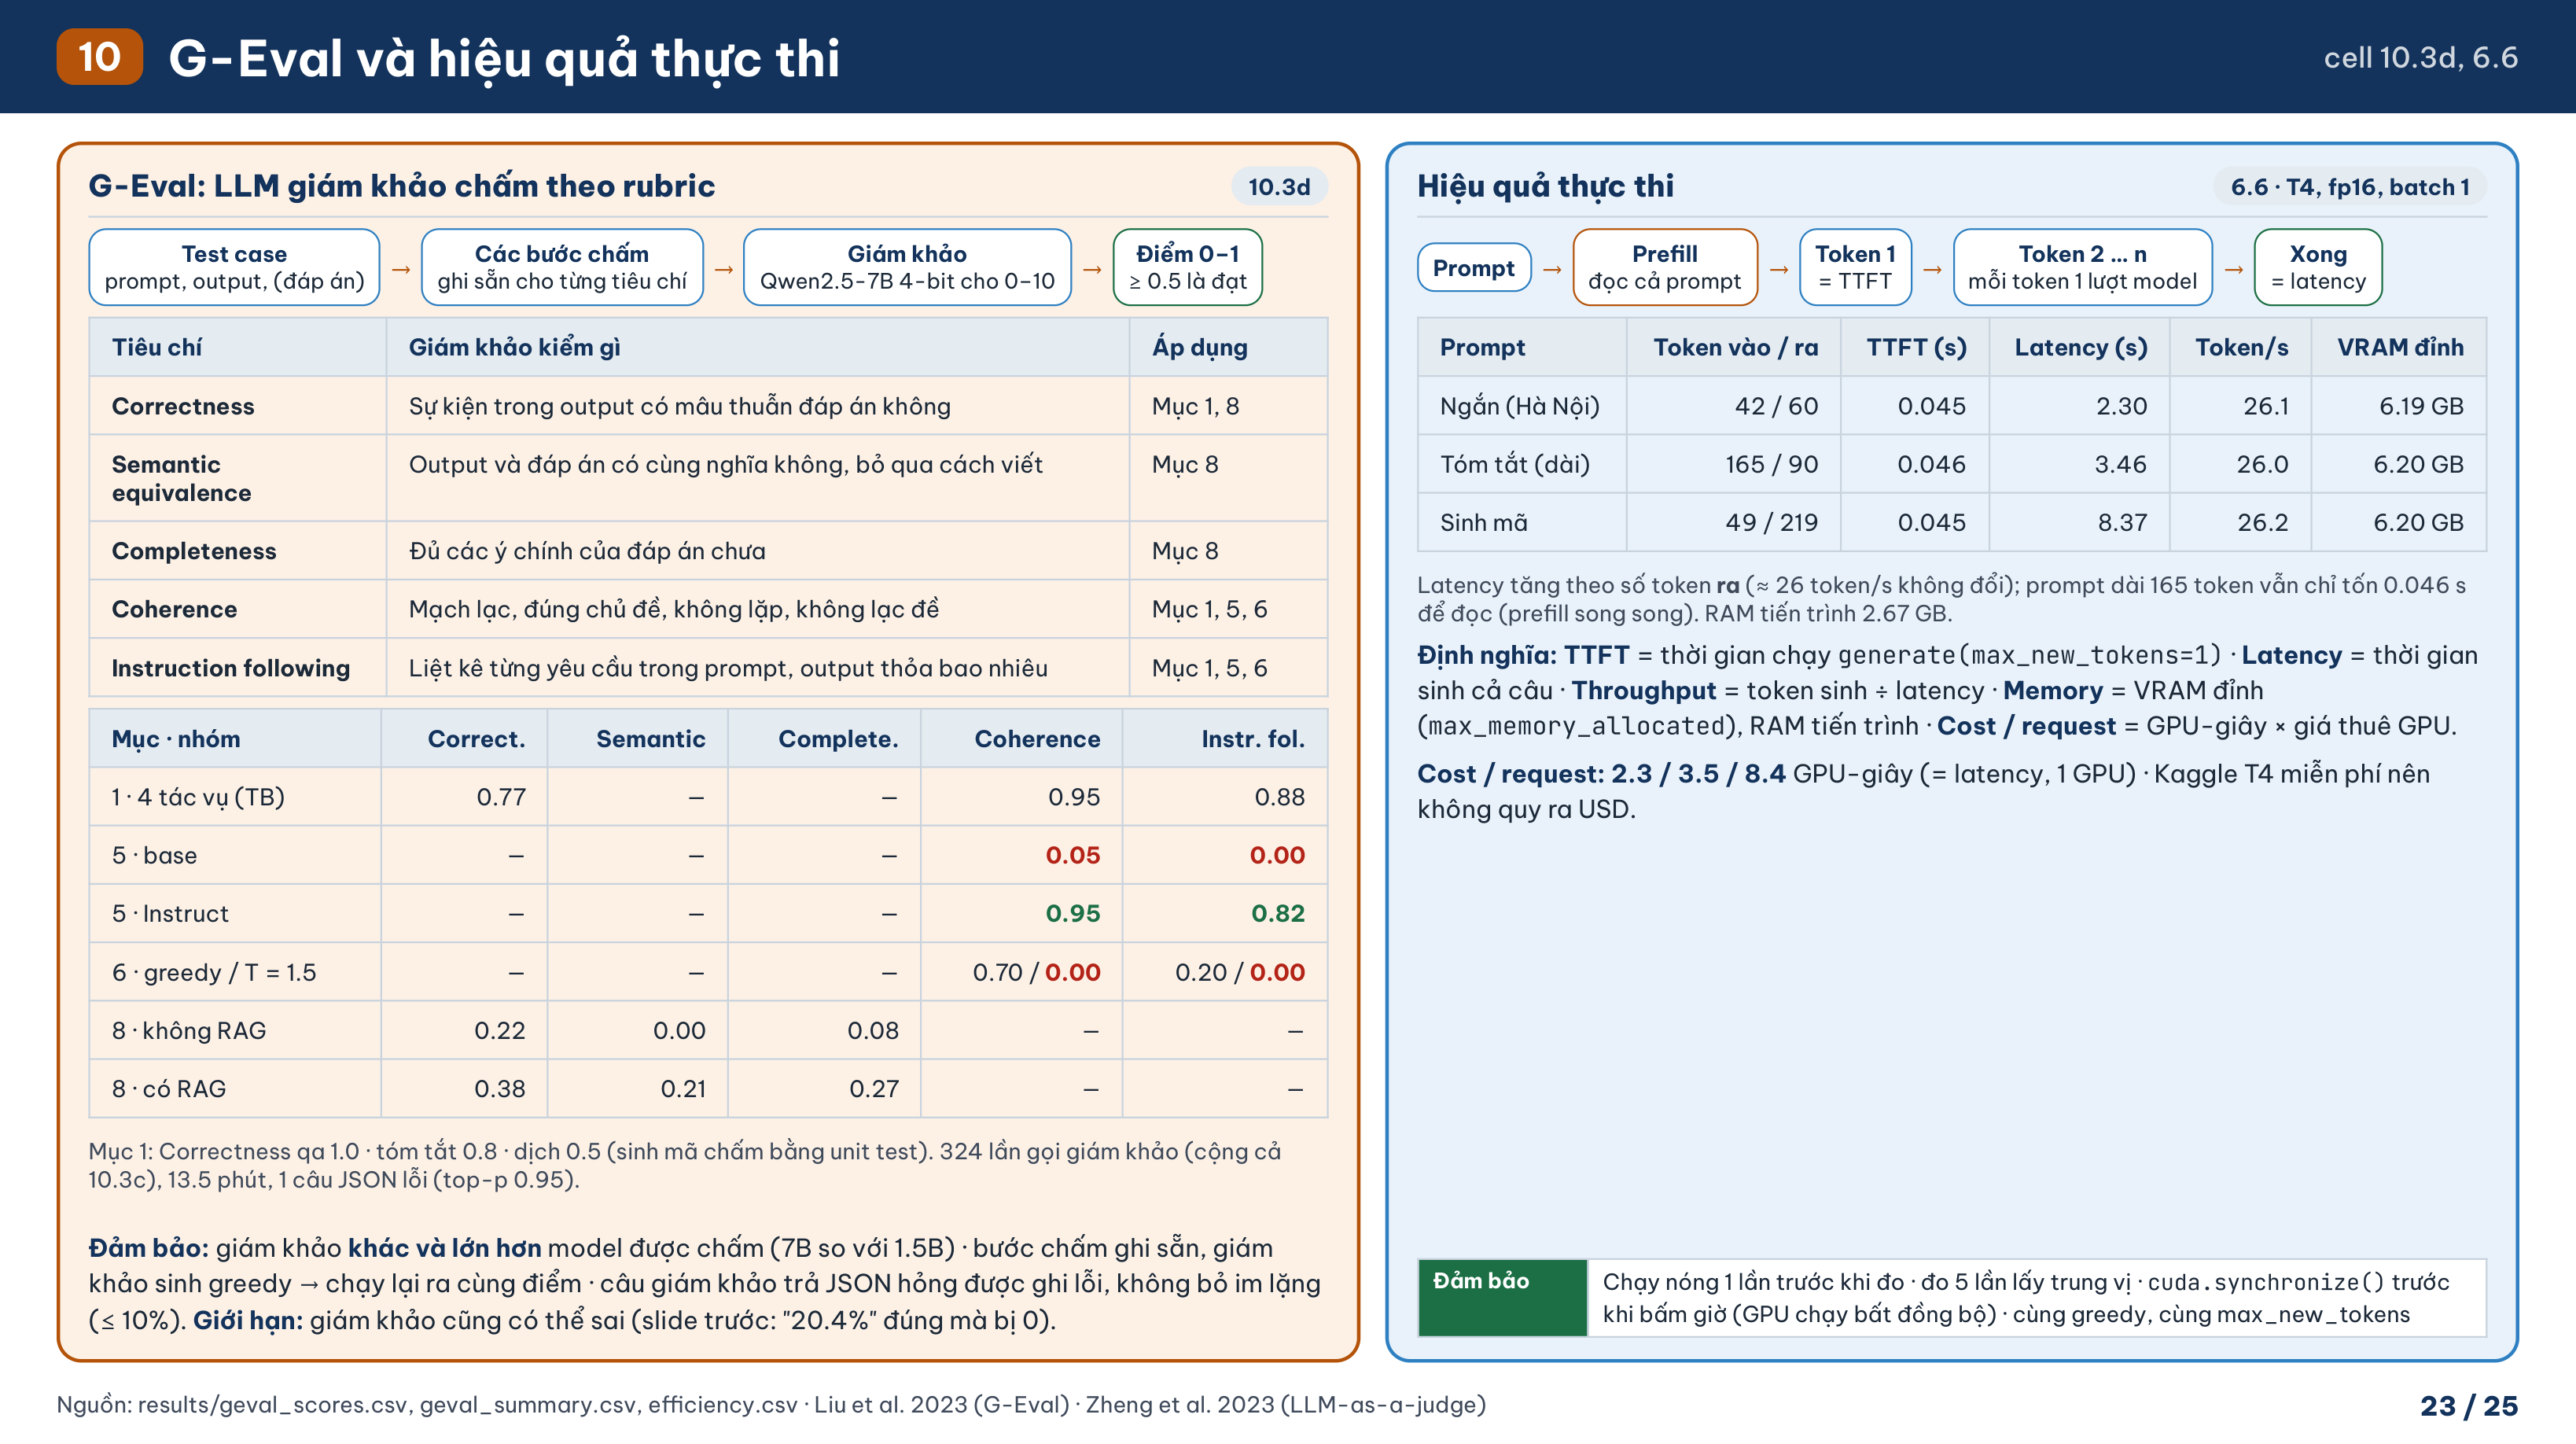 10 G-Eval và hiệu quả thực thi
cell 10.3d, 6.6
G-Eval: LLM giám khảo chấm theo rubric
10.3d
Test case
prompt, output, (đáp án)
→
Các bước chấm
ghi sẵn cho từng tiêu chí
→
Giám khảo
Qwen2.5-7B 4-bit cho 0–10
→
Điểm 0–1
≥ 0.5 là đạt
Tiêu chí Giám khảo kiểm gì Áp dụng
Correctness Sự kiện trong output có mâu thuẫn đáp án không Mục 1, 8
Semantic equivalence Output và đáp án có cùng nghĩa không, bỏ qua cách viết Mục 8
Completeness Đủ các ý chính của đáp án chưa Mục 8
Coherence Mạch lạc, đúng chủ đề, không lặp, không lạc đề Mục 1, 5, 6
Instruction following Liệt kê từng yêu cầu trong prompt, output thỏa bao nhiêu Mục 1, 5, 6
Mục · nhóm Correct. Semantic Complete. Coherence Instr. fol.
1 · 4 tác vụ (TB) 0.77 – – 0.95 0.88
5 · base – – – 0.05 0.00
5 · Instruct – – – 0.95 0.82
6 · greedy / T = 1.5 – – – 0.70 / 0.00 0.20 / 0.00
8 · không RAG 0.22 0.00 0.08 – –
8 · có RAG 0.38 0.21 0.27 – –
Mục 1: Correctness qa 1.0 · tóm tắt 0.8 · dịch 0.5 (sinh mã chấm bằng unit test). 324 lần gọi giám khảo (cộng cả
10.3c), 13.5 phút, 1 câu JSON lỗi (top-p 0.95).
Đảm bảo: giám khảo khác và lớn hơn model được chấm (7B so với 1.5B) · bước chấm ghi sẵn, giám
khảo sinh greedy → chạy lại ra cùng điểm · câu giám khảo trả JSON hỏng được ghi lỗi, không bỏ im lặng
(≤ 10%). Giới hạn: giám khảo cũng có thể sai (slide trước: "20.4%" đúng mà bị 0).
Hiệu quả thực thi
6.6 · T4, fp16, batch 1
Prompt
→
Prefill
đọc cả prompt
→
Token 1
= TTFT
→
Token 2 ... n
mỗi token 1 lượt model
→
Xong
= latency
Prompt Token vào / ra TTFT (s) Latency (s) Token/s VRAM đỉnh
Ngắn (Hà Nội) 42 / 60 0.045 2.30 26.1 6.19 GB
Tóm tắt (dài) 165 / 90 0.046 3.46 26.0 6.20 GB
Sinh mã 49 / 219 0.045 8.37 26.2 6.20 GB
Latency tăng theo số token ra (≈ 26 token/s không đổi); prompt dài 165 token vẫn chỉ tốn 0.046 s
để đọc (prefill song song). RAM tiến trình 2.67 GB.
Định nghĩa: TTFT = thời gian chạy generate(max_new_tokens=1) · Latency = thời gian
sinh cả câu · Throughput = token sinh ÷ latency · Memory = VRAM đỉnh
(max_memory_allocated), RAM tiến trình · Cost / request = GPU-giây × giá thuê GPU.
Cost / request: 2.3 / 3.5 / 8.4 GPU-giây (= latency, 1 GPU) · Kaggle T4 miễn phí nên
không quy ra USD.
Đảm bảo
Chạy nóng 1 lần trước khi đo · đo 5 lần lấy trung vị · cuda.synchronize() trước
khi bấm giờ (GPU chạy bất đồng bộ) · cùng greedy, cùng max_new_tokens
Nguồn: results/geval_scores.csv, geval_summary.csv, efficiency.csv · Liu et al. 2023 (G-Eval) · Zheng et al. 2023 (LLM-as-a-judge)
23 / 25